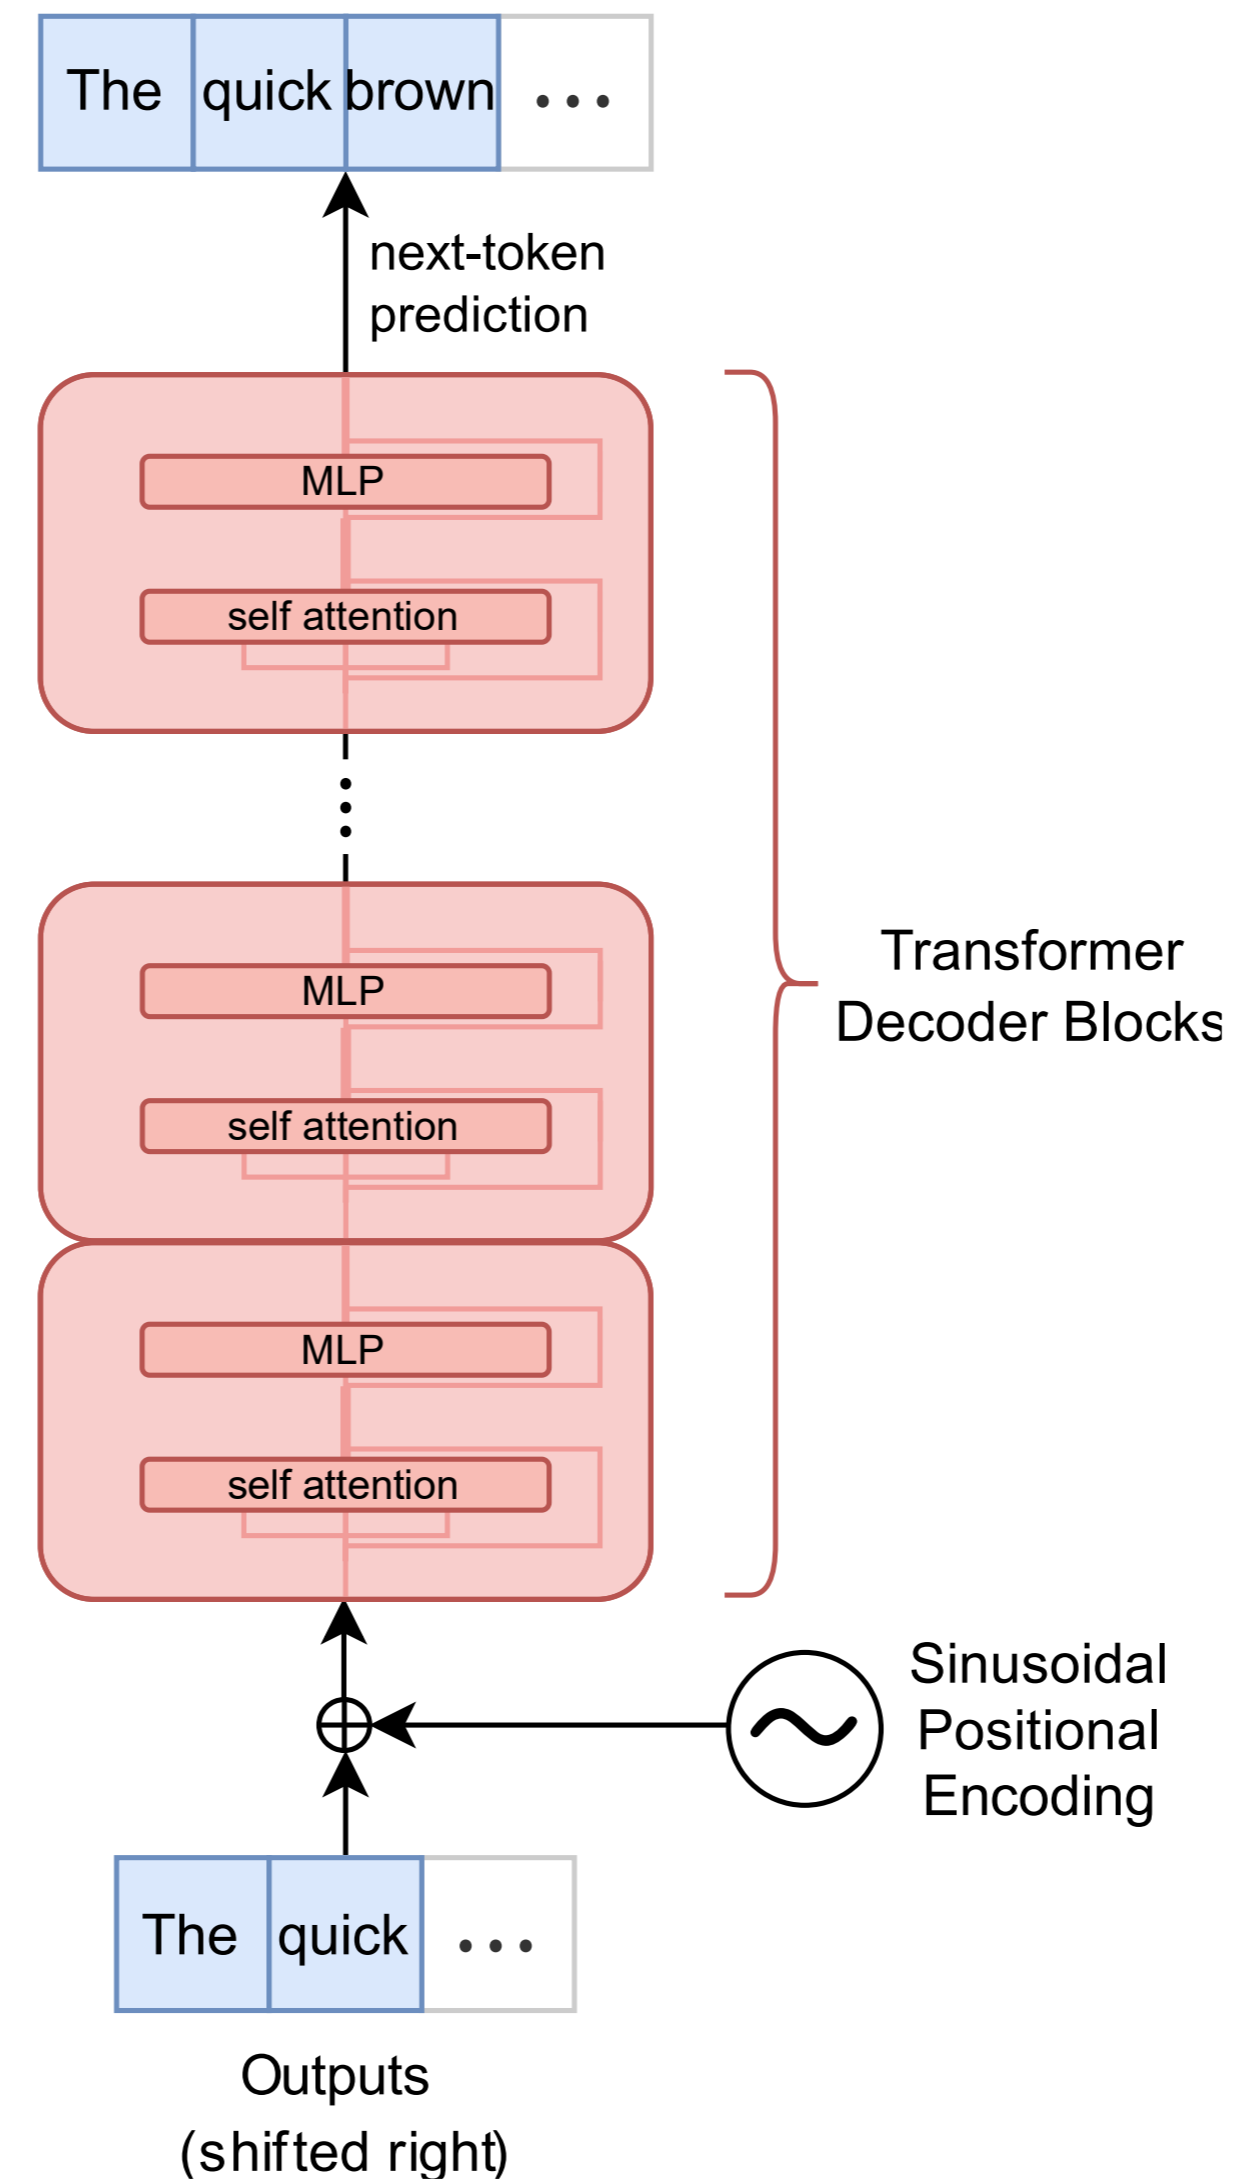 The quick brown ...
next-token
prediction
MLP
self attention
MLP
self attention
MLP
self attention
Transformer
Decoder Blocks
Sinusoidal
Positional
Encoding
The quick ...
Outputs
(shifted right)